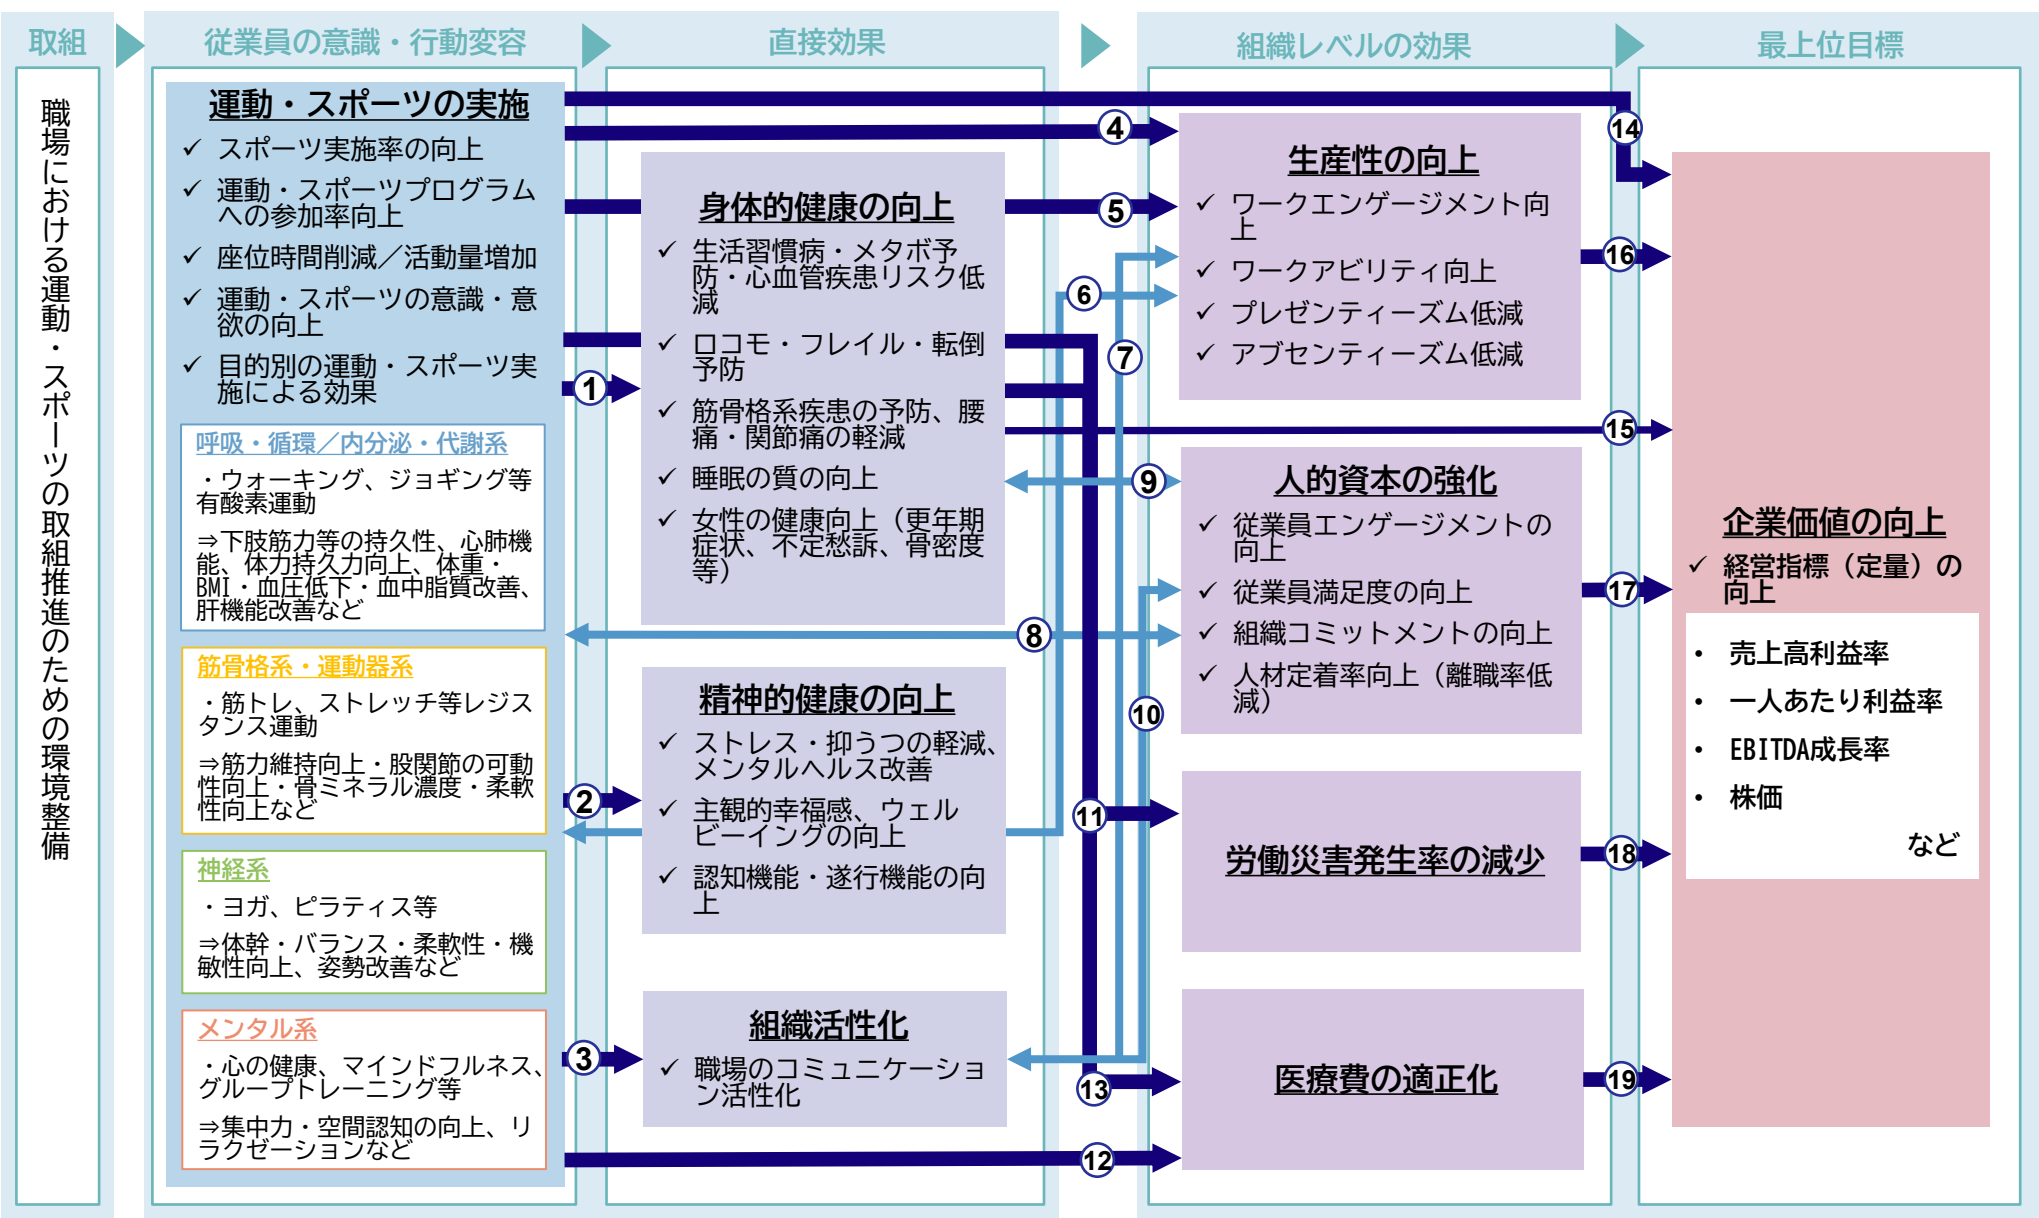 取組
従業員の意識・行動変容
直接効果
組織レベルの効果
最上位目標
職場における運動・スポーツの取組推進のための環境整備
運動・スポーツの実施
✓ スポーツ実施率の向上
✓ 運動・スポーツプログラム
への参加率向上
✓ 座位時間削減／活動量増加
✓ 運動・スポーツの意識・意
欲の向上
✓ 目的別の運動・スポーツ実
施による効果
呼吸・循環／内分泌・代謝系
・ウォーキング、ジョギング等
有酸素運動
⇒下肢筋力等の持久性、心肺機
能、体力持久力向上、体重・
BMI・血圧低下・血中脂質改善、
肝機能改善など
筋骨格系・運動器系
・筋トレ、ストレッチ等レジス
タンス運動
⇒筋力維持向上・股関節の可動
性向上・骨ミネラル濃度・柔軟
性向上など
神経系
・ヨガ、ピラティス等
⇒体幹・バランス・柔軟性・機
敏性向上、姿勢改善など
メンタル系
・心の健康、マインドフルネス、
グループトレーニング等
⇒集中力・空間認知の向上、リ
ラクゼーションなど
①
②
③
身体的健康の向上
✓ 生活習慣病・メタボ予
防・心血管疾患リスク低
減
✓ ロコモ・フレイル・転倒
予防
✓ 筋骨格系疾患の予防、腰
痛・関節痛の軽減
✓ 睡眠の質の向上
✓ 女性の健康向上（更年期
症状、不定愁訴、骨密度
等）
精神的健康の向上
✓ ストレス・抑うつの軽減、
メンタルヘルス改善
✓ 主観的幸福感、ウェル
ビーイングの向上
✓ 認知機能・遂行機能の向
上
組織活性化
✓ 職場のコミュニケーショ
ン活性化
④
⑤
⑥
⑦
⑧
⑨
⑩
⑪
⑫
⑬
生産性の向上
✓ ワークエンゲージメント向
上
✓ ワークアビリティ向上
✓ プレゼンティーズム低減
✓ アブセンティーズム低減
人的資本の強化
✓ 従業員エンゲージメントの
向上
✓ 従業員満足度の向上
✓ 組織コミットメントの向上
✓ 人材定着率向上（離職率低
減）
労働災害発生率の減少
医療費の適正化
⑭
⑮
⑯
⑰
⑱
⑲
企業価値の向上
✓ 経営指標（定量）の
向上
• 売上高利益率
• 一人あたり利益率
• EBITDA成長率
• 株価
など